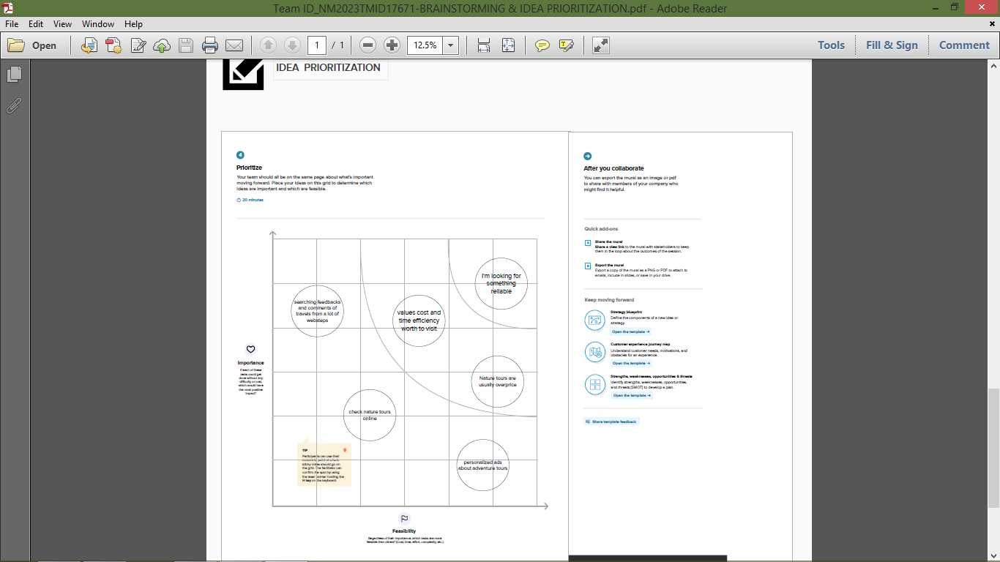 Team ID_NM2023TMID17671-BRAINSTORMING & IDEA PRIORITIZATION.pdf - Adobe Reader
File Edit View Window Help
Open
1 / 1
12.5%
Tools Fill & Sign Comment
IDEA PRIORITIZATION
4
Prioritize
Your team should all be on the same page about what's important
moving forward. Place your ideas on this grid to determine which
ideas are important and which are feasible.
20 minutes
I'm looking for
something
reliable
searching feedbacks
and comments of
travels from a lot of
websteps
values cost and
time efficiency
worth to visit
Nature tours are
usually overprice
check nature tours
online
personalized ads
about adventure tours
Importance
If each of these
tasks could get
done without any
difficulty or cost,
which would have
the most positive
impact?
TIP
Participants can use their
cursors to point at where
sticky notes should go on
the grid. The facilitator can
confirm the spot by using
the laser pointer holding the
H key on the keyboard.
Feasibility
Regardless of their importance, which tasks are more
feasible than others? (Cost, time, effort, complexity, etc.)
After you collaborate
You can export the mural as an image or pdf
to share with members of your company who
might find it helpful.
Quick add-ons
A
Share the mural
Share a view link to the mural with stakeholders to keep
them in the loop about the outcomes of the session.
B
Export the mural
Export a copy of the mural as a PNG or PDF to attach to
emails, include in slides, or save in your drive.
Keep moving forward
Strategy blueprint
Define the components of a new idea or
strategy.
Open the template →
Customer experience journey map
Understand customer needs, motivations, and
obstacles for an experience.
Open the template →
Strengths, weaknesses, opportunities & threats
Identify strengths, weaknesses, opportunities,
and threats (SWOT) to develop a plan.
Open the template →
Share template feedback